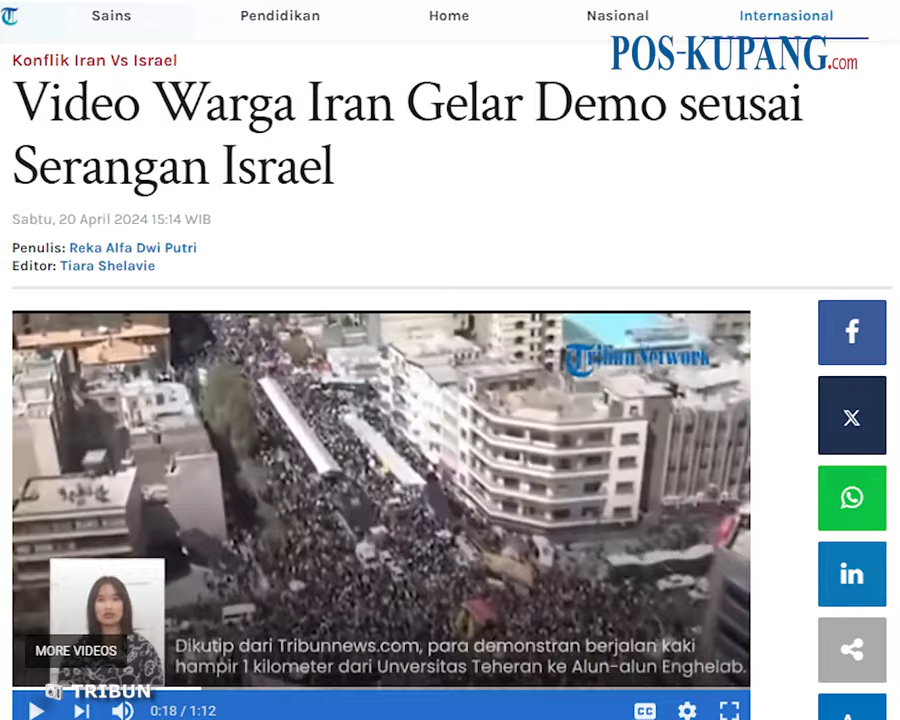 Sains Pendidikan Home Nasional Internasional
POS-KUPANG.com
Konflik Iran Vs Israel
Video Warga Iran Gelar Demo seusai
Serangan Israel
Sabtu, 20 April 2024 15:14 WIB
Penulis: Reka Alfa Dwi Putri
Editor: Tiara Shelavie
Tribun Network
MORE VIDEOS
Dikutip dari Tribunnews.com, para demonstran berjalan kaki
hampir 1 kilometer dari Unversitas Teheran ke Alun-alun Enghelab.
TRIBUN
0:18 / 1:12
CC